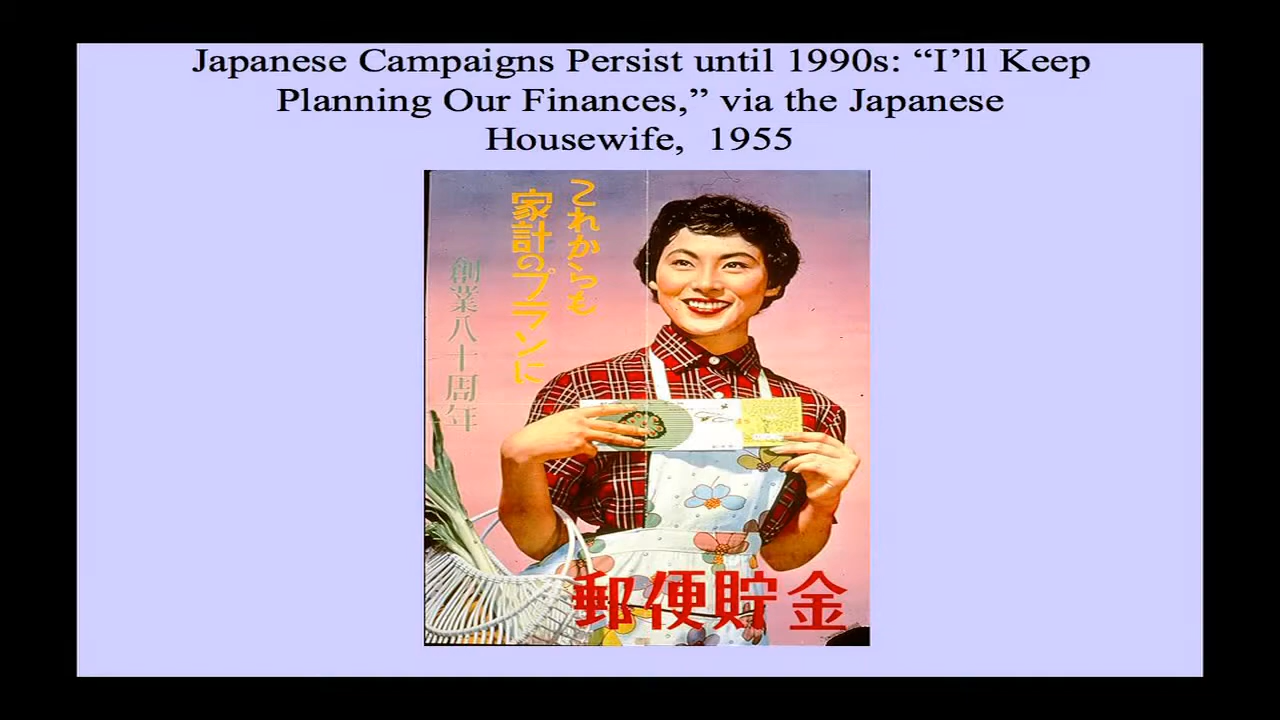 Japanese Campaigns Persist until 1990s: “I’ll Keep
Planning Our Finances,” via the Japanese
Housewife, 1955
これからも
家計のプランに
創業八十周年
郵便貯金